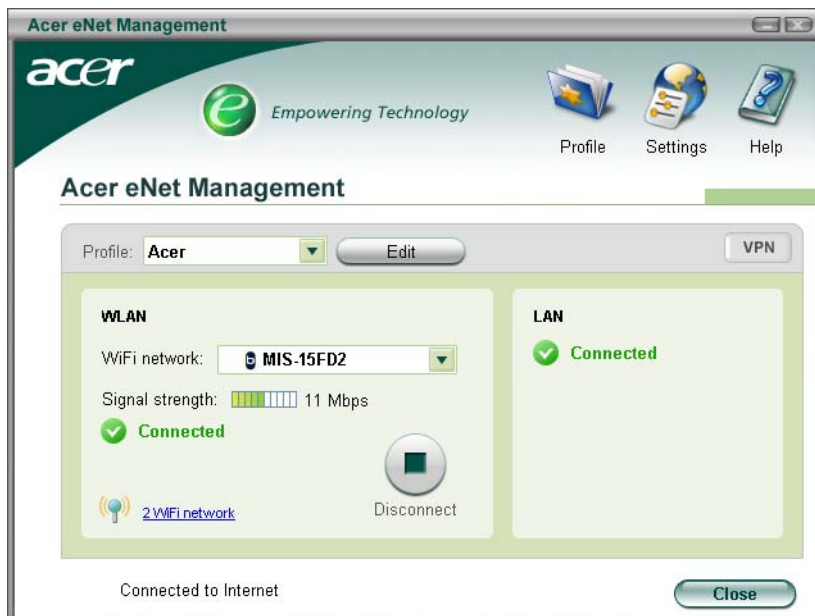 Acer eNet Management
acer
e Empowering Technology
Profile Settings Help
Acer eNet Management
Profile: Acer Edit VPN
WLAN
WiFi network: MIS-15FD2
Signal strength: 11 Mbps
Connected
2 WiFi network
Disconnect
LAN
Connected
Connected to Internet
Close